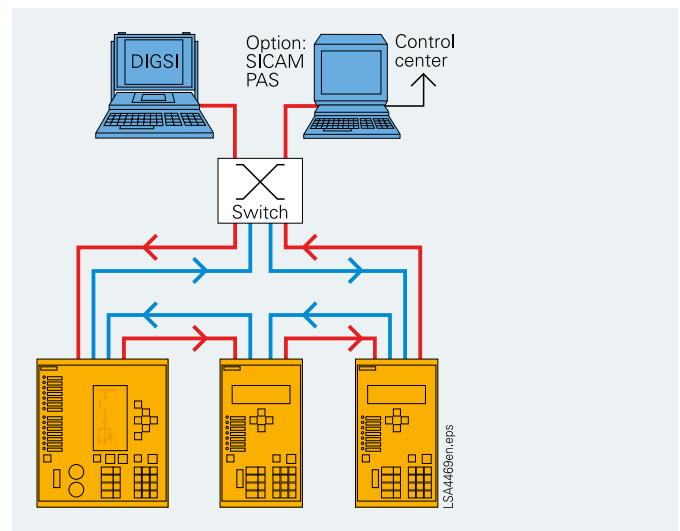 DIGSI
Option:
SICAM
PAS
Control
center
Switch
LSA4469en.eps